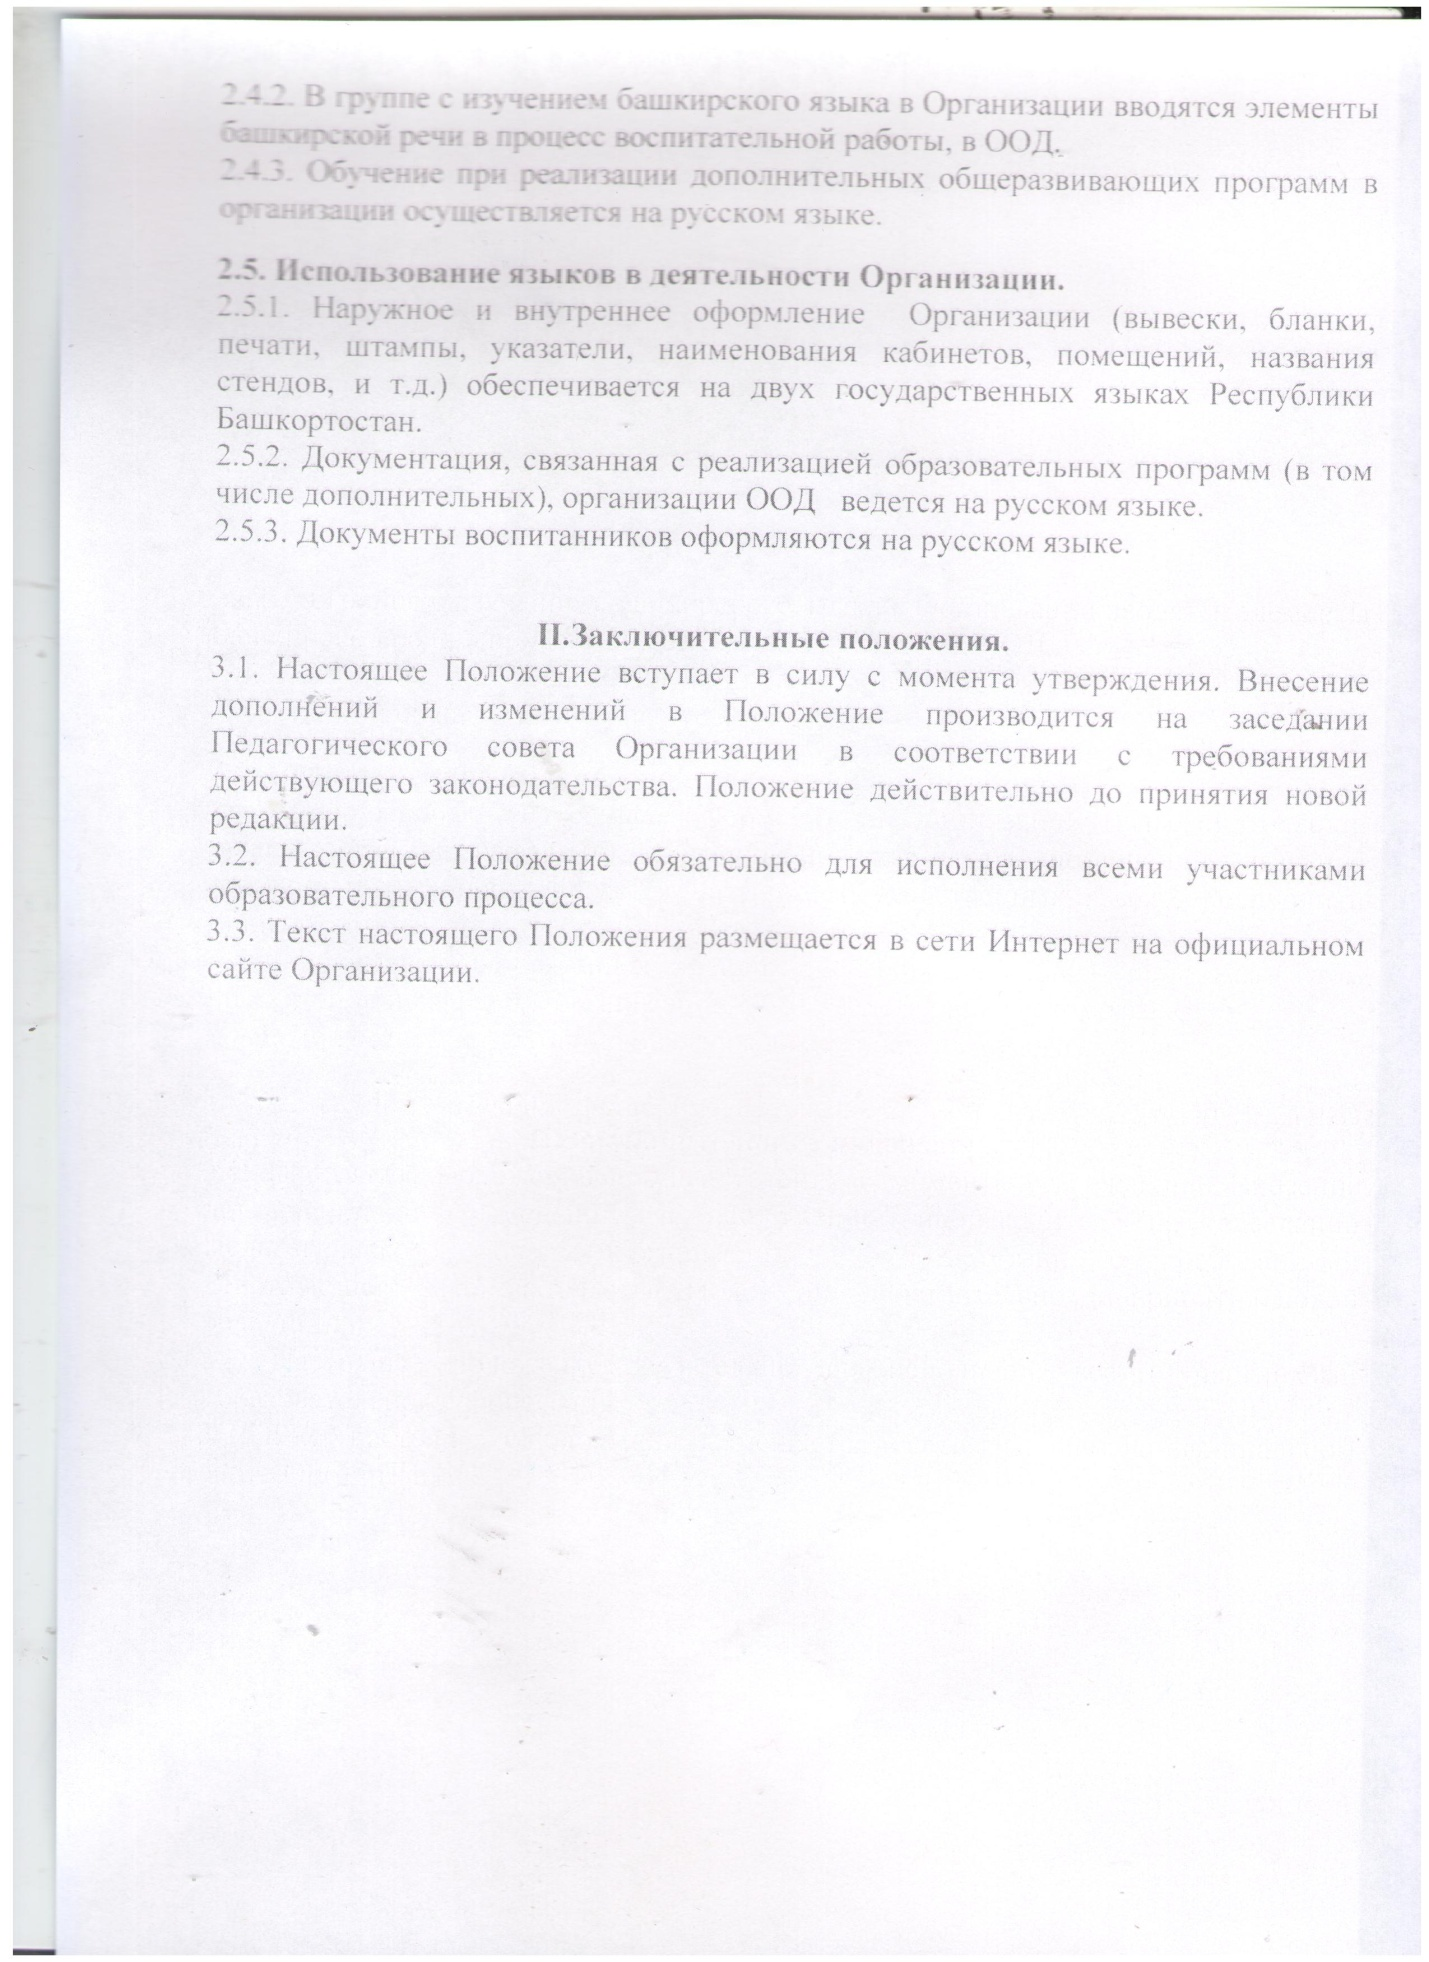 2.4.2. В группе с изучением башкирского языка в Организации вводятся элементы
башкирской речи в процесс воспитательной работы, в ООД.
2.4.3. Обучение при реализации дополнительных общеразвивающих программ в
организации осуществляется на русском языке.
2.5. Использование языков в деятельности Организации.
2.5.1. Наружное и внутреннее оформление Организации (вывески, бланки,
печати, штампы, указатели, наименования кабинетов, помещений, названия
стендов, и т.д.) обеспечивается на двух государственных языках Республики
Башкортостан.
2.5.2. Документация, связанная с реализацией образовательных программ (в том
числе дополнительных), организации ООД ведется на русском языке.
2.5.3. Документы воспитанников оформляются на русском языке.
II.Заключительные положения.
3.1. Настоящее Положение вступает в силу с момента утверждения. Внесение
дополнений и изменений в Положение производится на заседании
Педагогического совета Организации в соответствии с требованиями
действующего законодательства. Положение действительно до принятия новой
редакции.
3.2. Настоящее Положение обязательно для исполнения всеми участниками
образовательного процесса.
3.3. Текст настоящего Положения размещается в сети Интернет на официальном
сайте Организации.